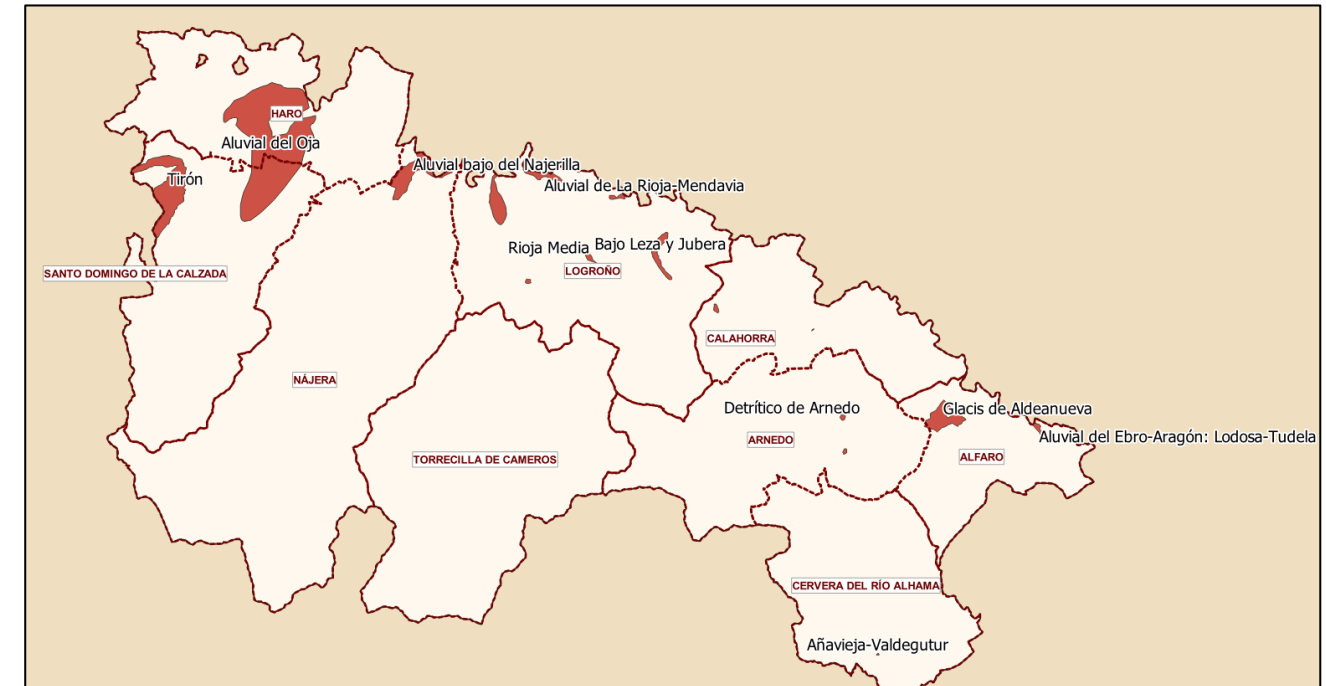 HARO
Aluvial del Oja
Aluvial bajo del Najerilla
Tirón
Aluvial de La Rioja-Mendavia
Rioja Media
Bajo Leza y Jubera
SANTO DOMINGO DE LA CALZADA
LOGROÑO
CALAHORRA
NÁJERA
Detrítico de Arnedo
Glacis de Aldeanueva
ARNEDO
Aluvial del Ebro-Aragón: Lodosa-Tudela
TORRECILLA DE CAMEROS
ALFARO
CERVERA DEL RÍO ALHAMA
Añavieja-Valdegutur